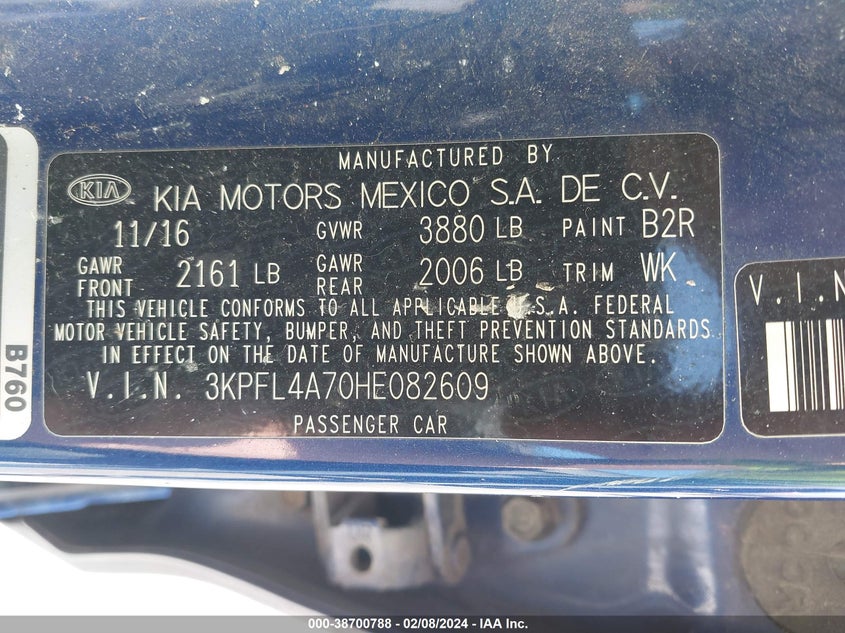 MANUFACTURED BY
KIA KIA MOTORS MEXICO S.A. DE C.V.
11/16 GVWR 3880 LB PAINT B2R
GAWR FRONT 2161 LB GAWR REAR 2006 LB TRIM WK
THIS VEHICLE CONFORMS TO ALL APPLICABLE U.S.A. FEDERAL
MOTOR VEHICLE SAFETY, BUMPER, AND THEFT PREVENTION STANDARDS
IN EFFECT ON THE DATE OF MANUFACTURE SHOWN ABOVE.
V.I.N. 3KPFL4A70HE082609
PASSENGER CAR
B760
V.I.N
000-38700788 - 02/08/2024 - IAA Inc.